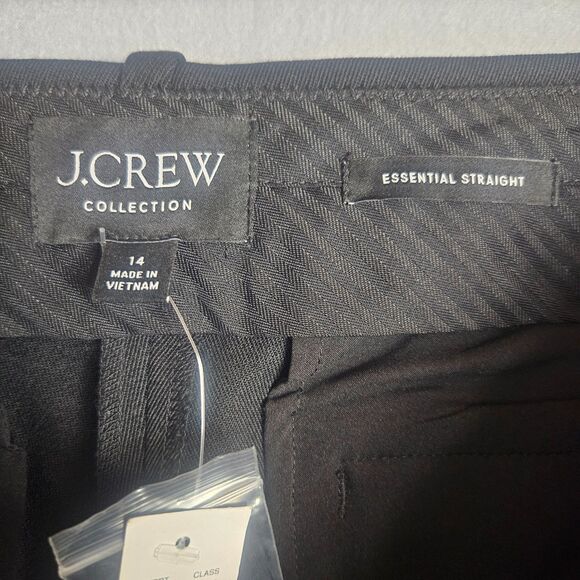 J.CREW
COLLECTION
ESSENTIAL STRAIGHT
14
MADE IN
VIETNAM
CLASS